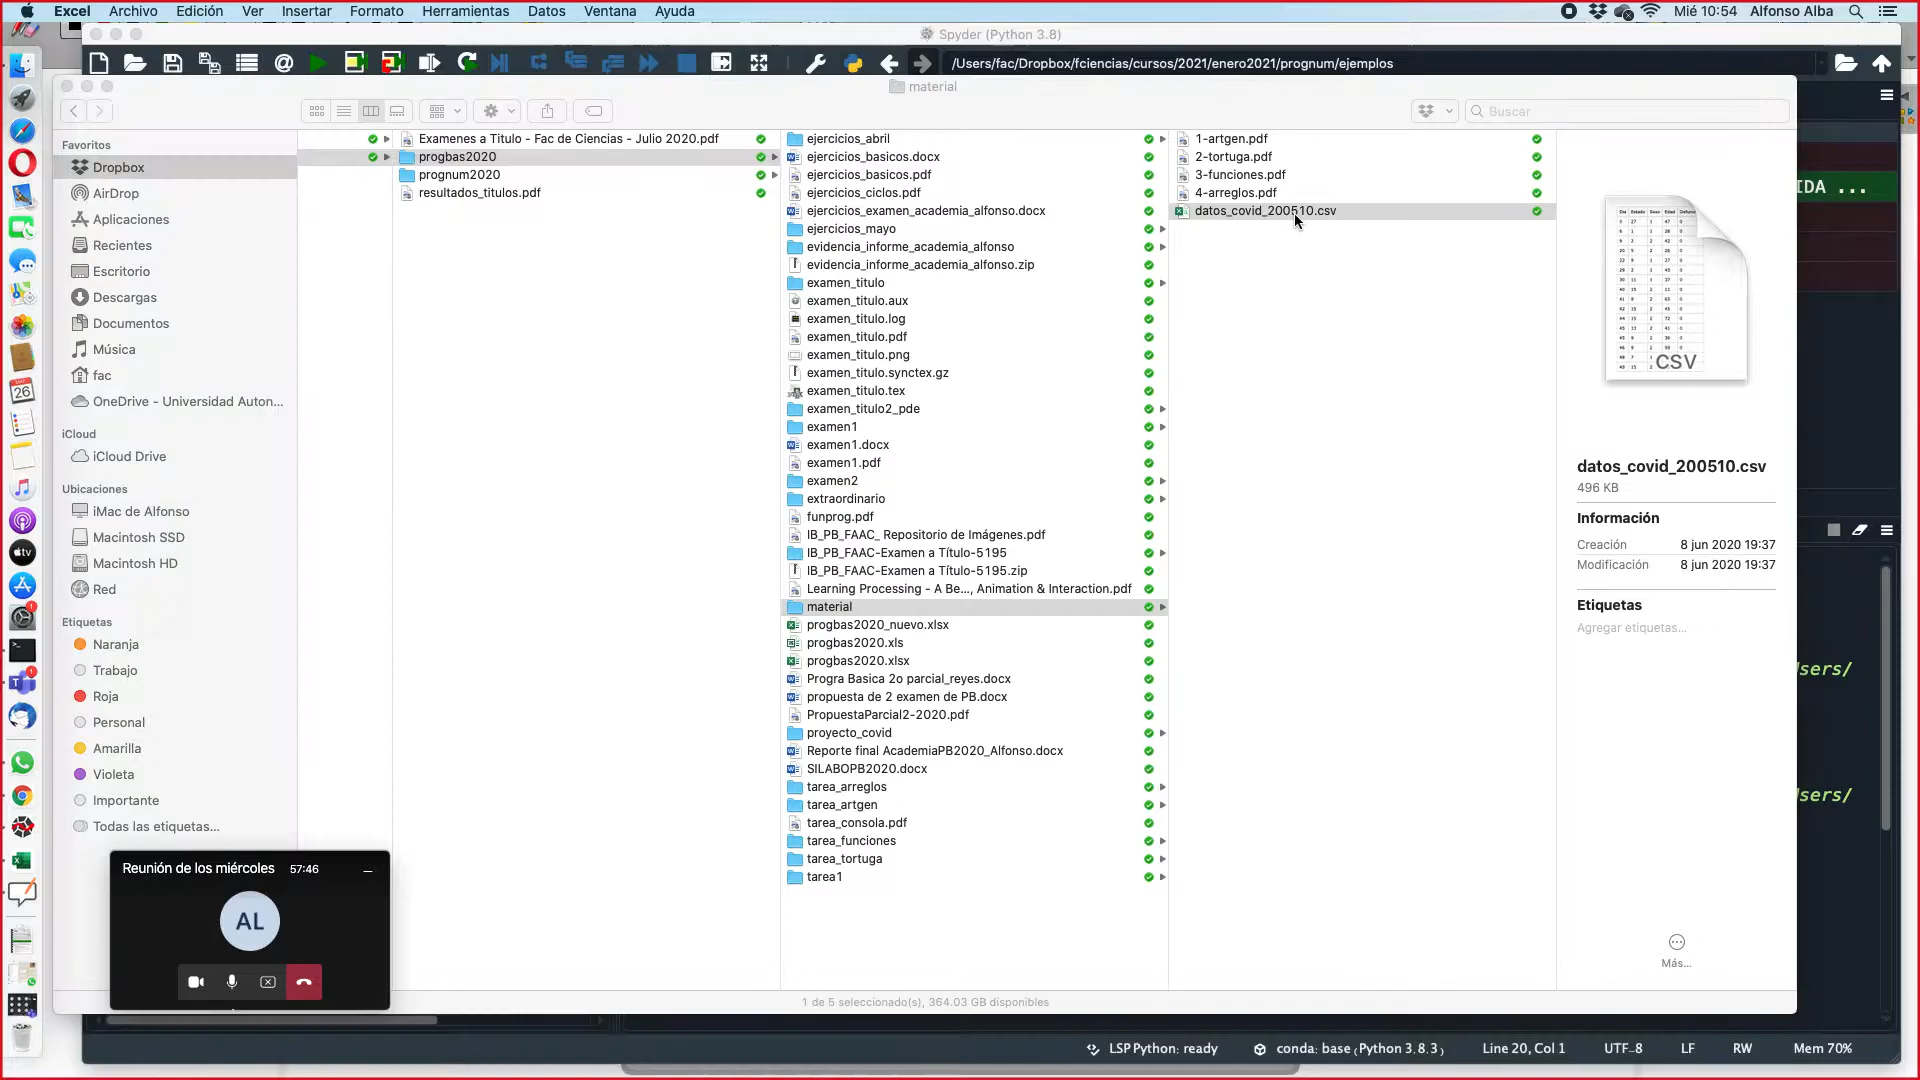 Excel Archivo Edición Ver Insertar Formato Herramientas Datos Ventana Ayuda Mié 10:54 Alfonso Alba
Spyder (Python 3.8)
/Users/fac/Dropbox/fciencias/cursos/2021/enero2021/prognum/ejemplos
material
Buscar
Favoritos
Dropbox
AirDrop
Aplicaciones
Recientes
Escritorio
Descargas
Documentos
Música
fac
OneDrive - Universidad Auton...
iCloud
iCloud Drive
Ubicaciones
iMac de Alfonso
Macintosh SSD
Macintosh HD
Red
Etiquetas
Naranja
Trabajo
Roja
Personal
Amarilla
Violeta
Importante
Todas las etiquetas...
Examenes a Titulo - Fac de Ciencias - Julio 2020.pdf
progbas2020
prognum2020
resultados_titulos.pdf
ejercicios_abril
ejercicios_basicos.docx
ejercicios_basicos.pdf
ejercicios_ciclos.pdf
ejercicios_examen_academia_alfonso.docx
ejercicios_mayo
evidencia_informe_academia_alfonso
evidencia_informe_academia_alfonso.zip
examen_titulo
examen_titulo.aux
examen_titulo.log
examen_titulo.pdf
examen_titulo.png
examen_titulo.synctex.gz
examen_titulo.tex
examen_titulo2_pde
examen1
examen1.docx
examen1.pdf
examen2
extraordinario
funprog.pdf
IB_PB_FAAC_ Repositorio de Imágenes.pdf
IB_PB_FAAC-Examen a Título-5195
IB_PB_FAAC-Examen a Título-5195.zip
Learning Processing - A Be..., Animation & Interaction.pdf
material
progbas2020_nuevo.xlsx
progbas2020.xls
progbas2020.xlsx
Progra Basica 2o parcial_reyes.docx
propuesta de 2 examen de PB.docx
PropuestaParcial2-2020.pdf
proyecto_covid
Reporte final AcademiaPB2020_Alfonso.docx
SILABOPB2020.docx
tarea_arreglos
tarea_artgen
tarea_consola.pdf
tarea_funciones
tarea_tortuga
tarea1
1-artgen.pdf
2-tortuga.pdf
3-funciones.pdf
4-arreglos.pdf
datos_covid_200510.csv
CSV
datos_covid_200510.csv
496 KB
Información
Creación 8 jun 2020 19:37
Modificación 8 jun 2020 19:37
Etiquetas
Agregar etiquetas...
Más...
1 de 5 seleccionado(s), 364.03 GB disponibles
IDA ...
sers/
sers/
Reunión de los miércoles 57:46
AL
LSP Python: ready conda: base (Python 3.8.3) Line 20, Col 1 UTF-8 LF RW Mem 70%